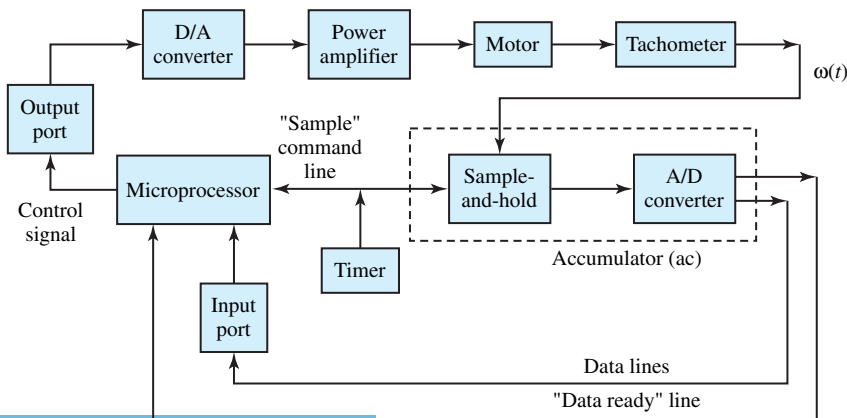 D/A
converter
Power
amplifier
Motor
Tachometer
ω(t)
Output
port
"Sample"
command
line
Microprocessor
Sample-
and-hold
A/D
converter
Control
signal
Timer
Accumulator (ac)
Input
port
Data lines
"Data ready" line